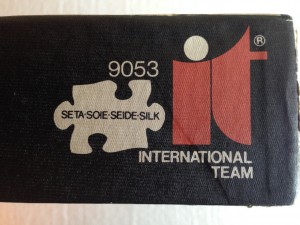 9053
SETA-SOIE-SEIDE-SILK
it ®
INTERNATIONAL
TEAM